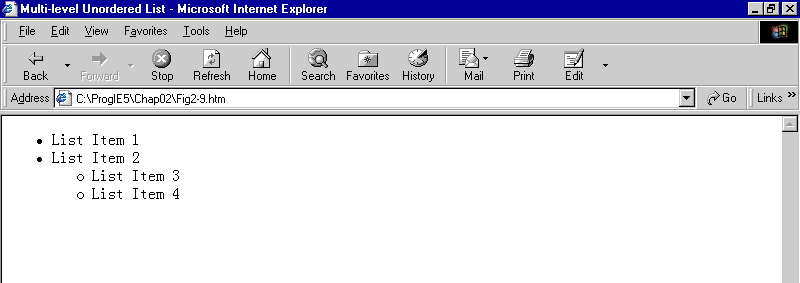 Multi-level Unordered List - Microsoft Internet Explorer
File Edit View Favorites Tools Help
Back Forward Stop Refresh Home Search Favorites History Mail Print Edit
Address C:\ProgIE5\Chap02\Fig2-9.htm Go Links »
• List Item 1
• List Item 2
○ List Item 3
○ List Item 4